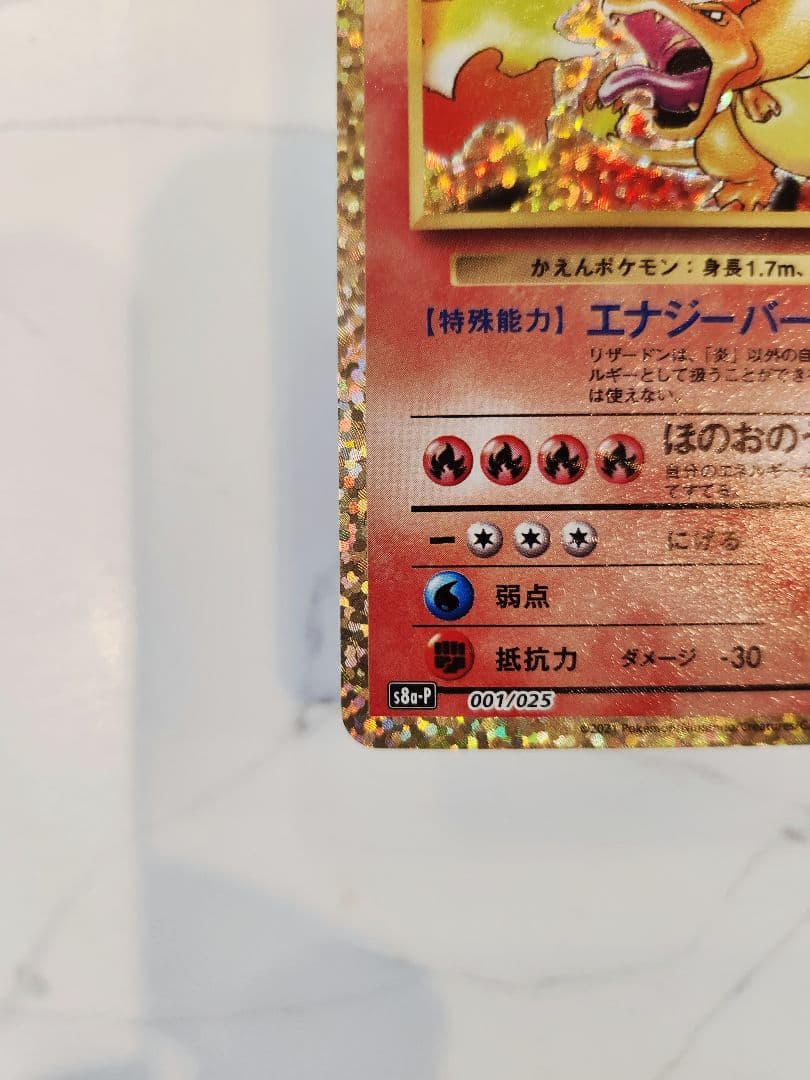 かえんポケモン：身長1.7m、
【特殊能力】 エナジーバー
リザードンは、「炎」以外の自
ルギーとして扱うことができ
は使えない。
ほのおの
自分のエネルギー
てすてる。
にげる
弱点
抵抗力 ダメージ -30
s8a-P 001/025
©2021 Pokémon/Nintendo/Creatures